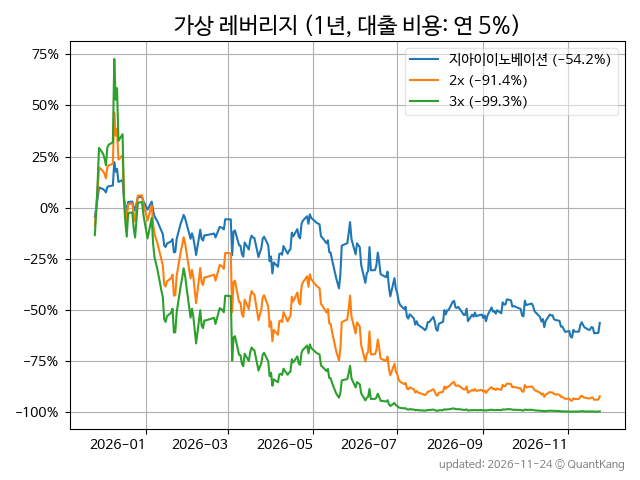 가상 레버리지 (1년, 대출 비용: 연 5%)
지아이이노베이션 (−54.2%)
2x (−91.4%)
3x (−99.3%)
75%
50%
25%
0%
−25%
−50%
−75%
−100%
2026-01 2026-03 2026-05 2026-07 2026-09 2026-11
updated: 2026-11-24 © QuantKang